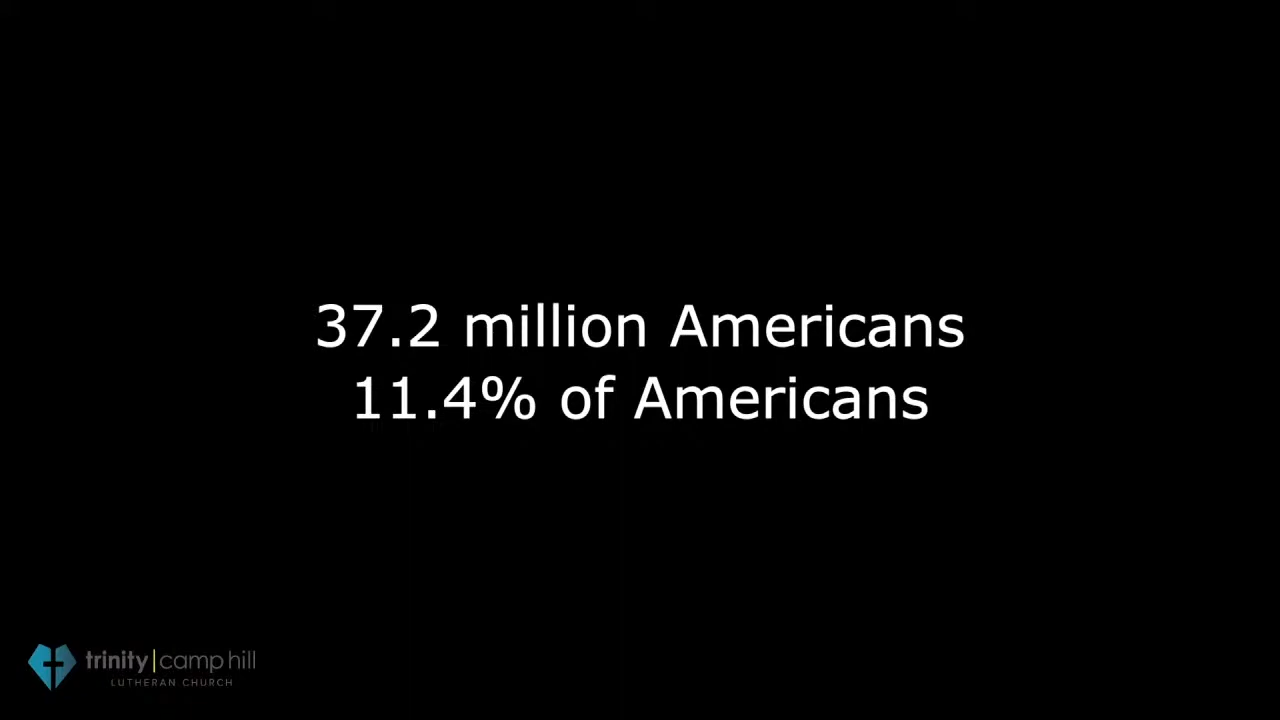 37.2 million Americans
11.4% of Americans
trinity|camp hill
LUTHERAN CHURCH